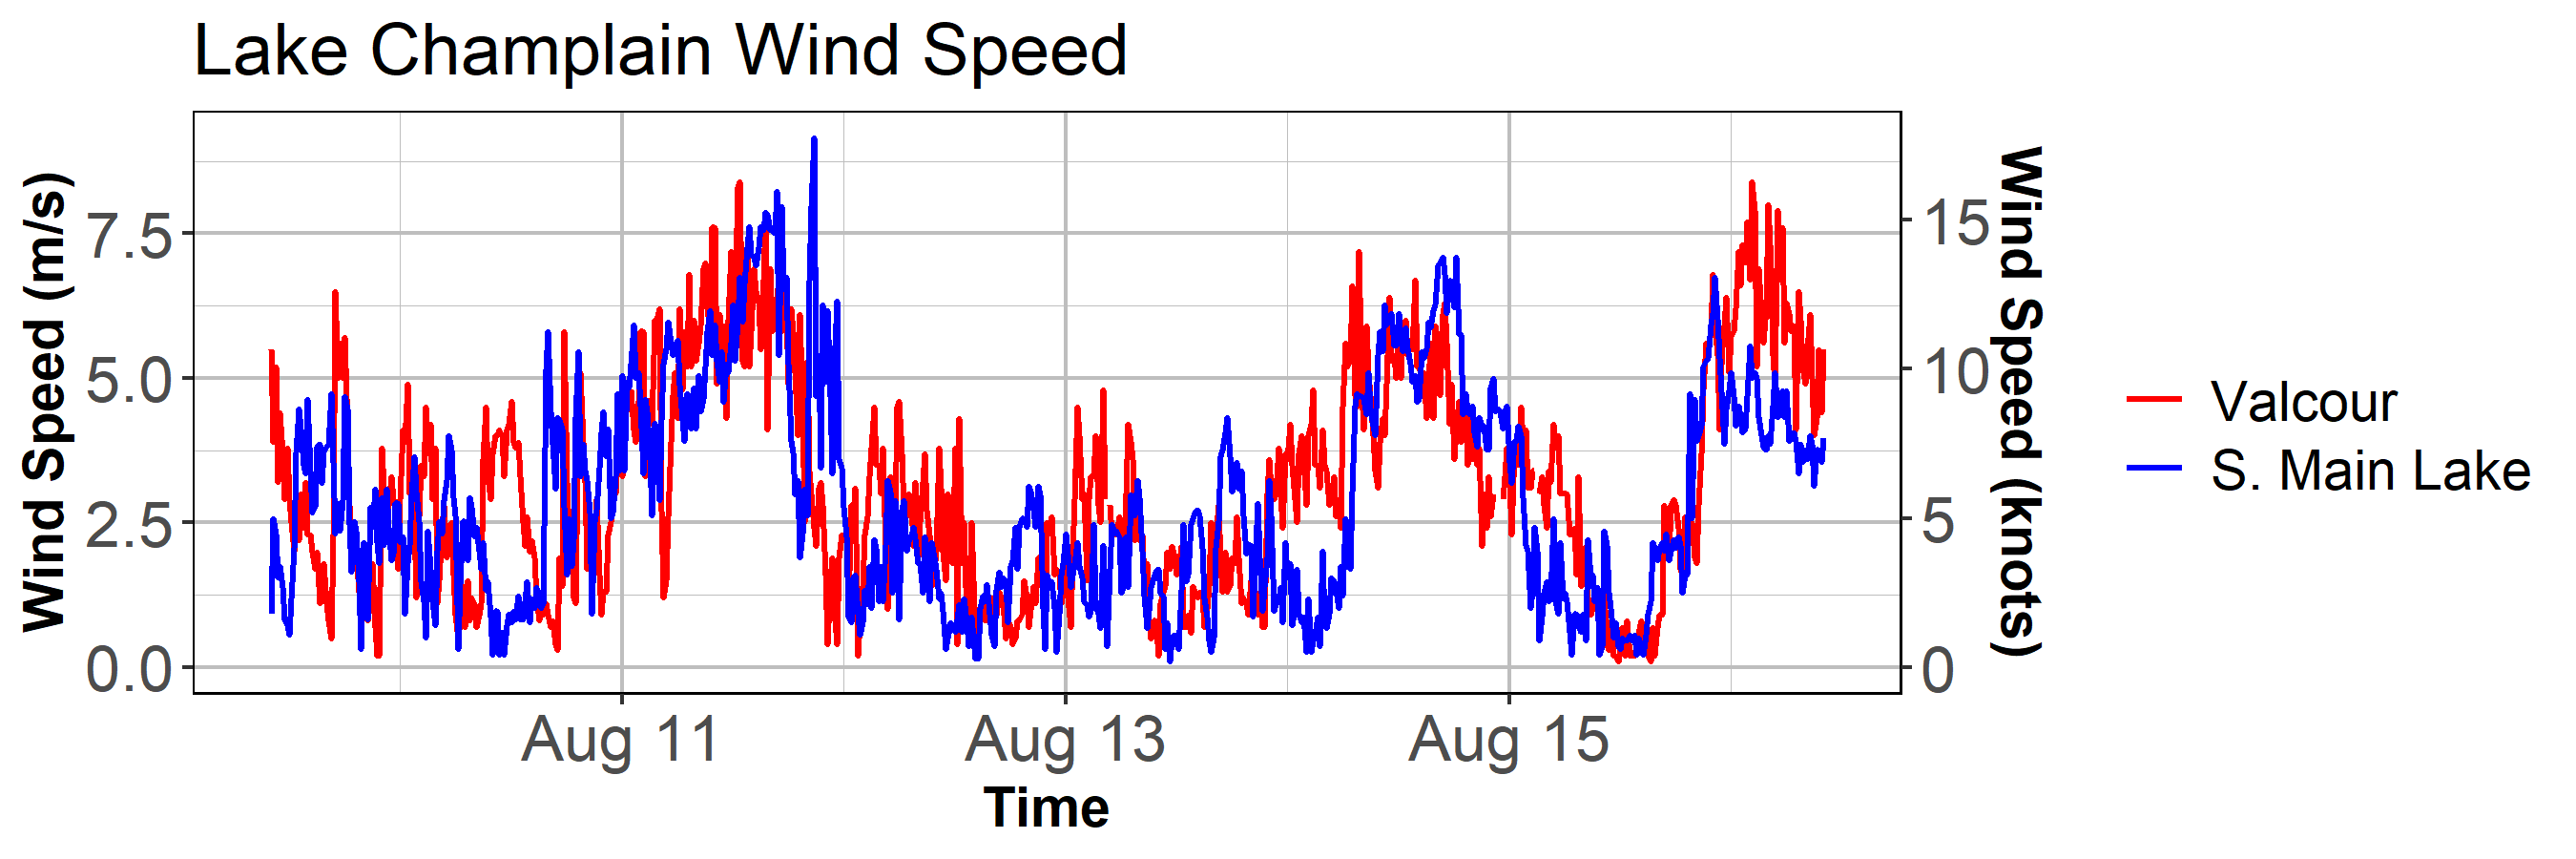 Lake Champlain Wind Speed
Wind Speed (m/s)
7.5
5.0
2.5
0.0
15
10
5
0
Wind Speed (knots)
Aug 11
Aug 13
Aug 15
Time
Valcour
S. Main Lake